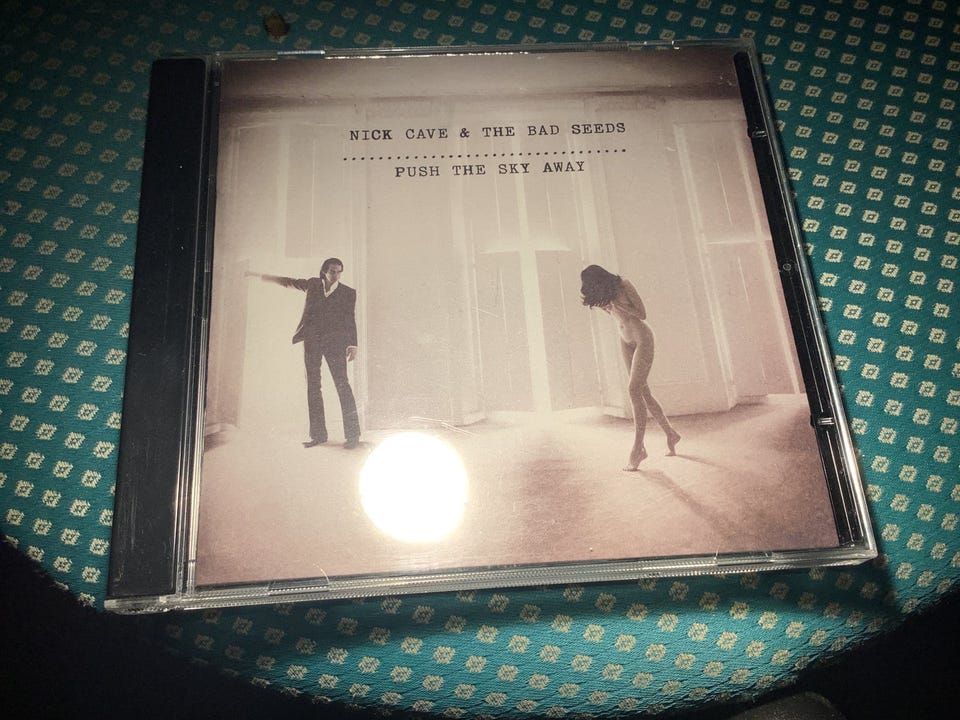 NICK CAVE & THE BAD SEEDS
PUSH THE SKY AWAY